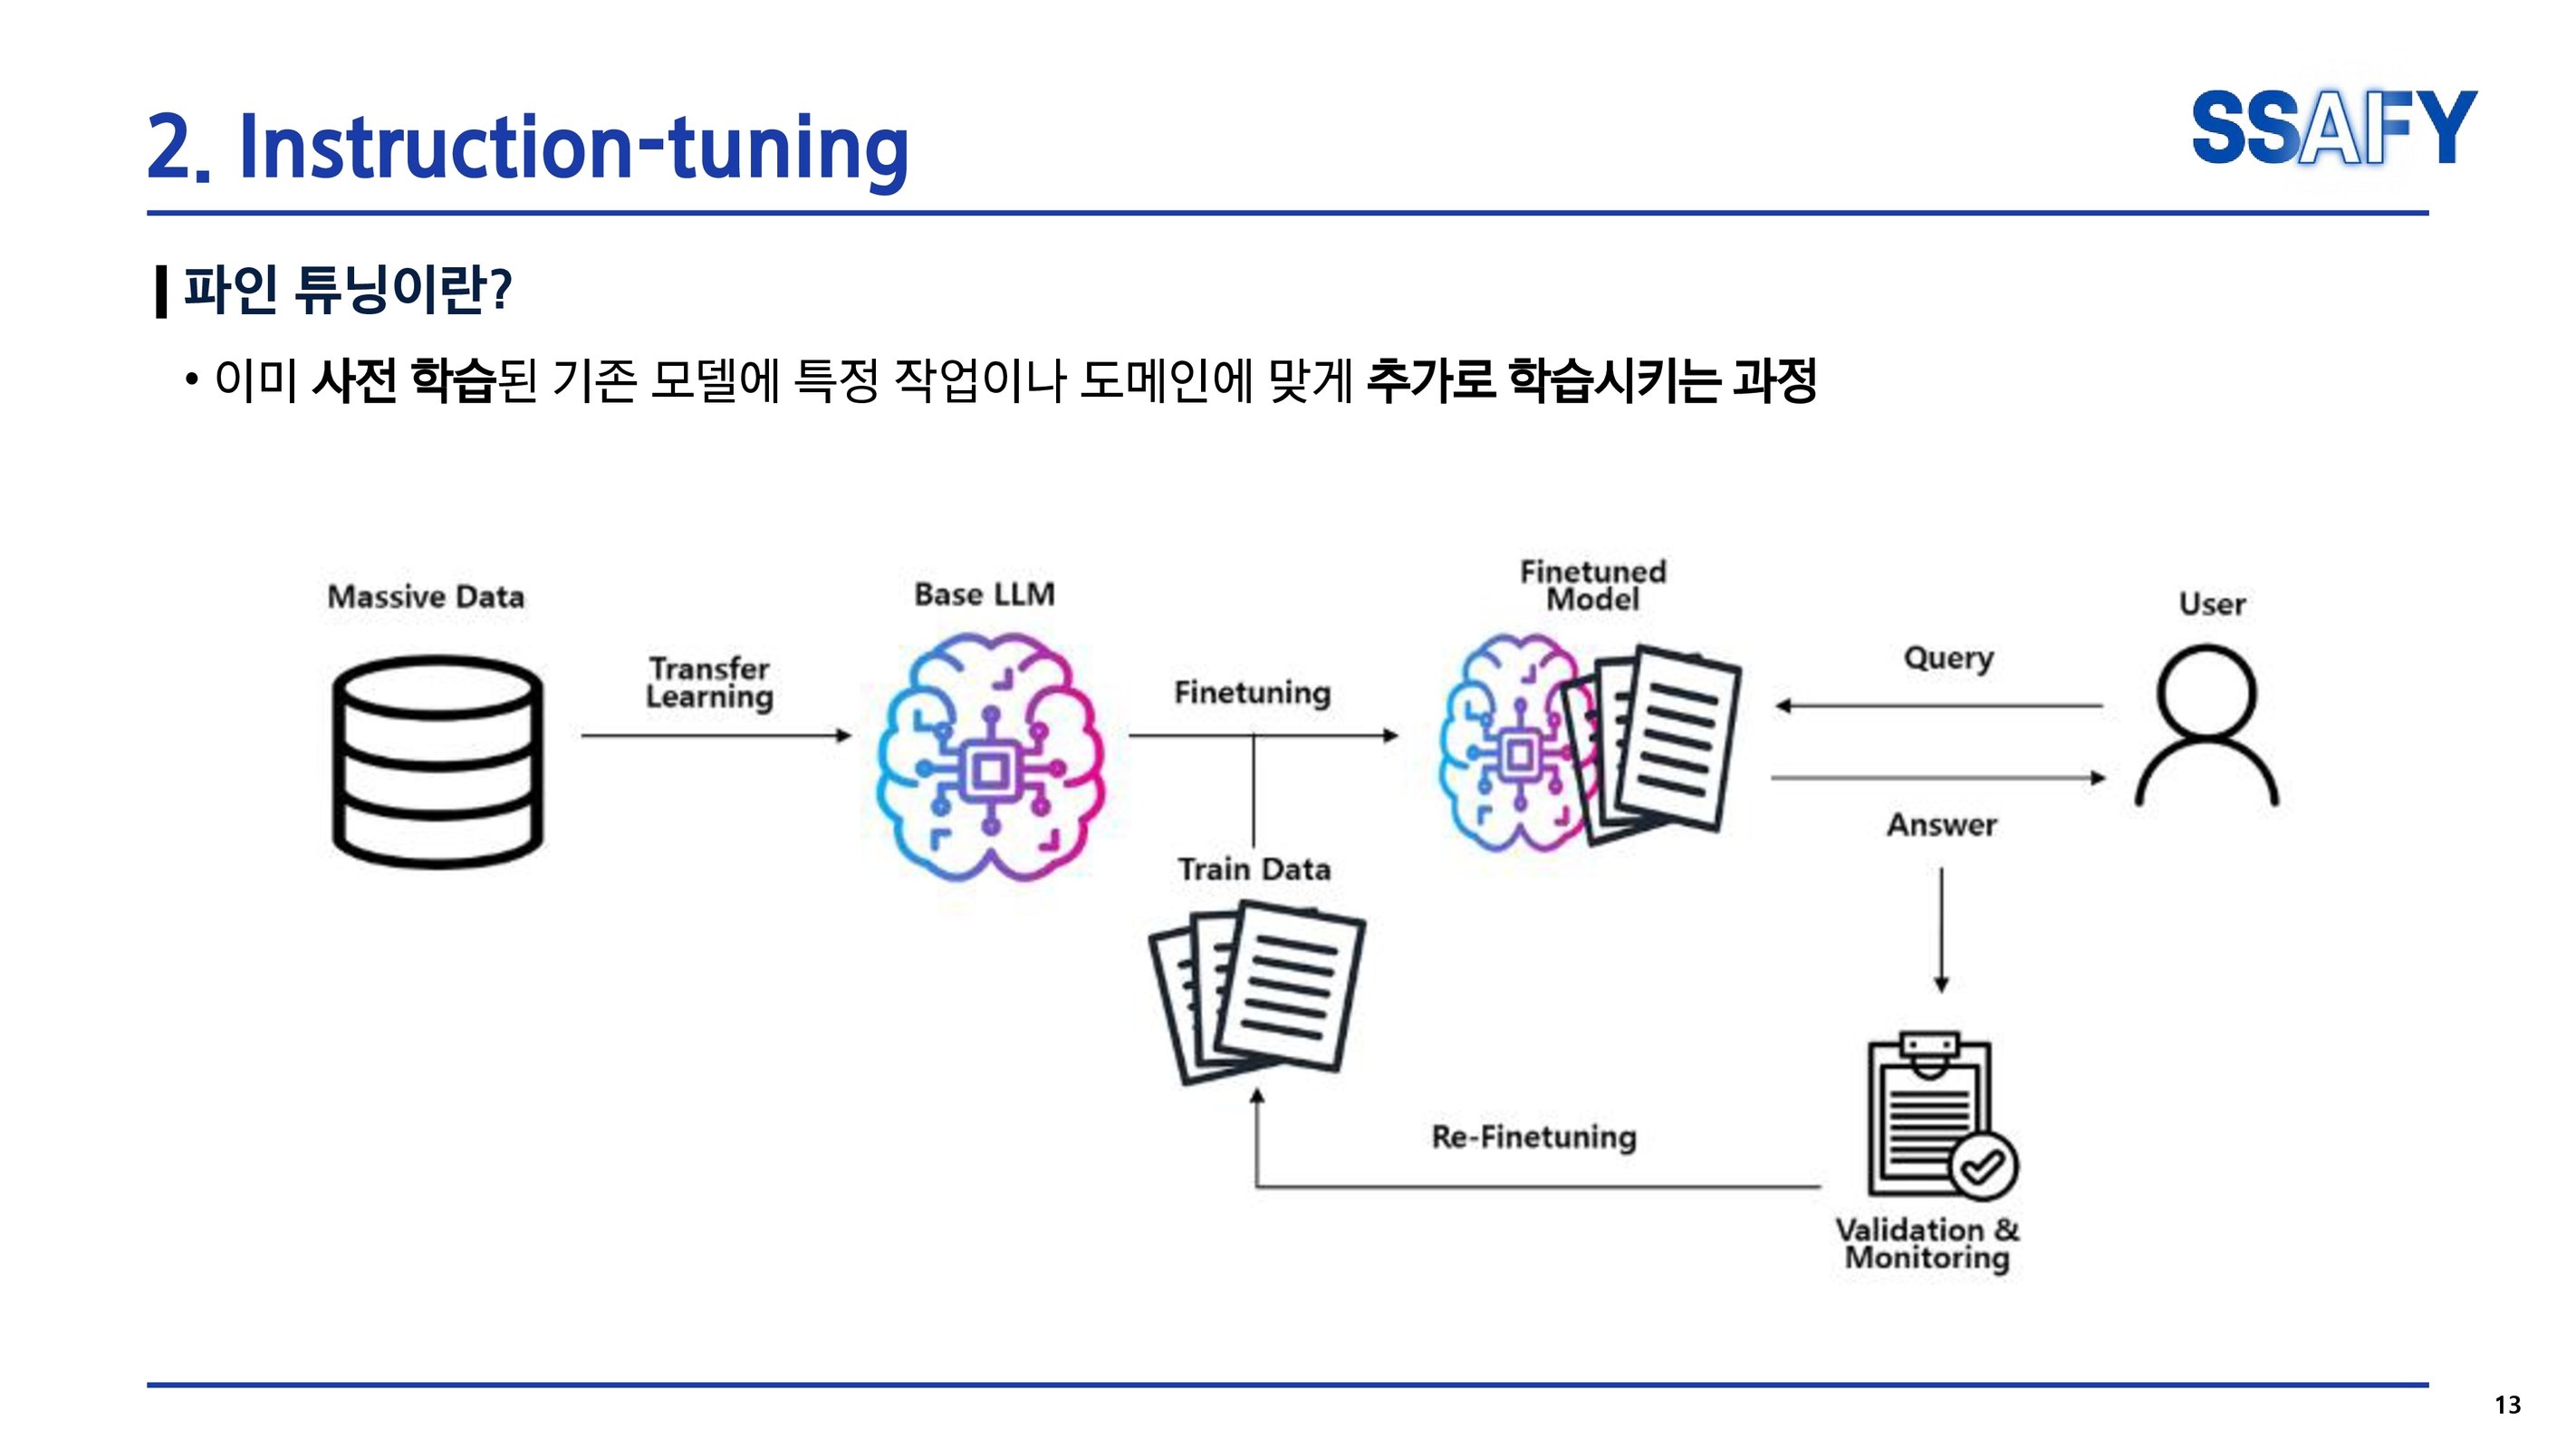 2. Instruction-tuning
SSAFY
파인 튜닝이란?
• 이미 사전 학습된 기존 모델에 특정 작업이나 도메인에 맞게 추가로 학습시키는 과정
Massive Data
Transfer
Learning
Base LLM
Finetuning
Train Data
Finetuned
Model
Query
Answer
User
Re-Finetuning
Validation &
Monitoring
13